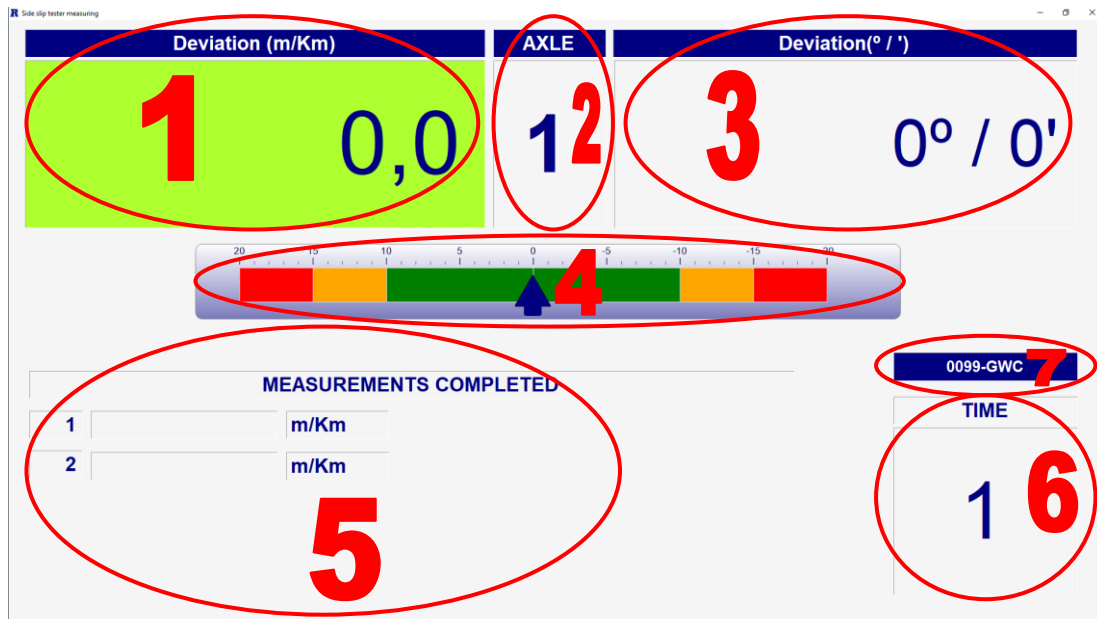 R Side slip tester measuring
Deviation (m/Km) AXLE Deviation(º / ')
1 0,0 1 2 3 0º / 0'
20 15 10 5 0 -5 -10 -15 -20
4
0099-GWC 7
MEASUREMENTS COMPLETED TIME
1 m/Km
2 m/Km
1 6
5